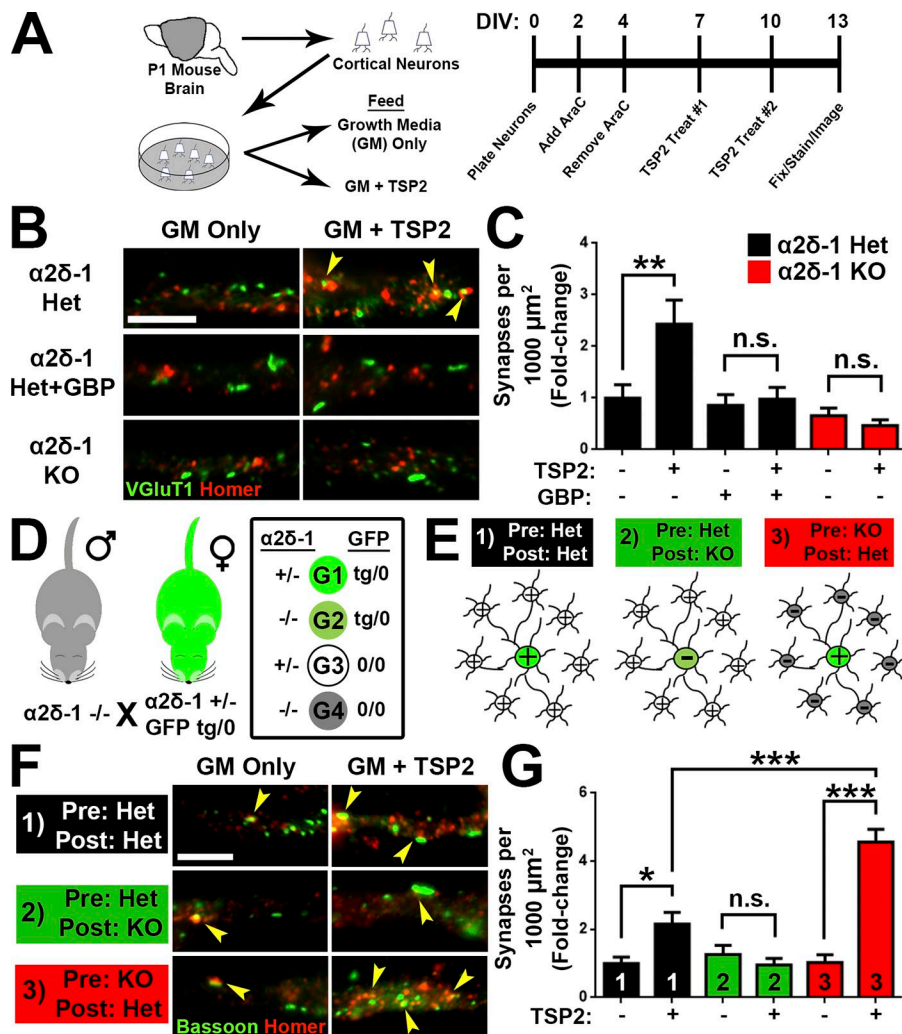 A
P1 Mouse
Brain
Cortical Neurons
Feed
Growth Media
(GM) Only
GM + TSP2
DIV: 0 2 4 7 10 13
Plate Neurons
Add AraC
Remove AraC
TSP2 Treat #1
TSP2 Treat #2
Fix/Stain/Image
B
GM Only GM + TSP2
α2δ-1
Het
α2δ-1
Het+GBP
α2δ-1
KO
VGluT1 Homer
C
Synapses per
1000 µm²
(Fold-change)
4
3
2
1
0
α2δ-1 Het
α2δ-1 KO
**
n.s.
n.s.
TSP2: - + - + - +
GBP: - - + + - -
D
♂ ♀
α2δ-1 -/- X α2δ-1 +/-
GFP tg/0
α2δ-1 GFP
+/- G1 tg/0
-/- G2 tg/0
+/- G3 0/0
-/- G4 0/0
E
1) Pre: Het
Post: Het
2) Pre: Het
Post: KO
3) Pre: KO
Post: Het
F
GM Only GM + TSP2
1) Pre: Het
Post: Het
2) Pre: Het
Post: KO
3) Pre: KO
Post: Het
Bassoon Homer
G
Synapses per
1000 µm²
(Fold-change)
6
4
2
0
***
***
*
n.s.
1 1 2 2 3 3
TSP2: - + - + - +